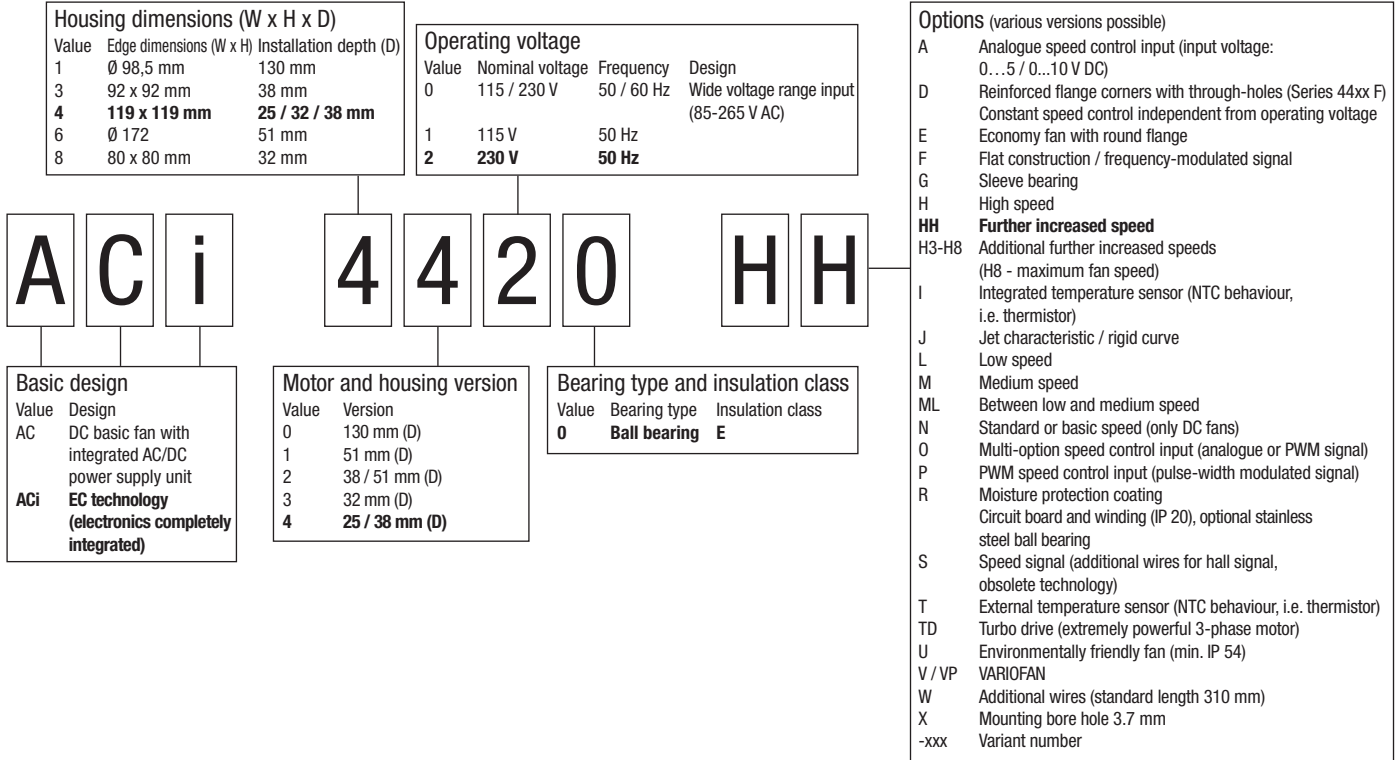 Housing dimensions (W x H x D)
Value Edge dimensions (W x H) Installation depth (D)
1 Ø 98,5 mm 130 mm
3 92 x 92 mm 38 mm
4 119 x 119 mm 25 / 32 / 38 mm
6 Ø 172 51 mm
8 80 x 80 mm 32 mm
Operating voltage
Value Nominal voltage Frequency Design
0 115 / 230 V 50 / 60 Hz Wide voltage range input
(85-265 V AC)
1 115 V 50 Hz
2 230 V 50 Hz
A C i 4 4 2 0 H H
Basic design
Value Design
AC DC basic fan with
integrated AC/DC
power supply unit
ACi EC technology
(electronics completely
integrated)
Motor and housing version
Value Version
0 130 mm (D)
1 51 mm (D)
2 38 / 51 mm (D)
3 32 mm (D)
4 25 / 38 mm (D)
Bearing type and insulation class
Value Bearing type Insulation class
0 Ball bearing E
Options (various versions possible)
A Analogue speed control input (input voltage:
0…5 / 0...10 V DC)
D Reinforced flange corners with through-holes (Series 44xx F)
Constant speed control independent from operating voltage
E Economy fan with round flange
F Flat construction / frequency-modulated signal
G Sleeve bearing
H High speed
HH Further increased speed
H3-H8 Additional further increased speeds
(H8 - maximum fan speed)
I Integrated temperature sensor (NTC behaviour,
i.e. thermistor)
J Jet characteristic / rigid curve
L Low speed
M Medium speed
ML Between low and medium speed
N Standard or basic speed (only DC fans)
O Multi-option speed control input (analogue or PWM signal)
P PWM speed control input (pulse-width modulated signal)
R Moisture protection coating
Circuit board and winding (IP 20), optional stainless
steel ball bearing
S Speed signal (additional wires for hall signal,
obsolete technology)
T External temperature sensor (NTC behaviour, i.e. thermistor)
TD Turbo drive (extremely powerful 3-phase motor)
U Environmentally friendly fan (min. IP 54)
V / VP VARIOFAN
W Additional wires (standard length 310 mm)
X Mounting bore hole 3.7 mm
-xxx Variant number